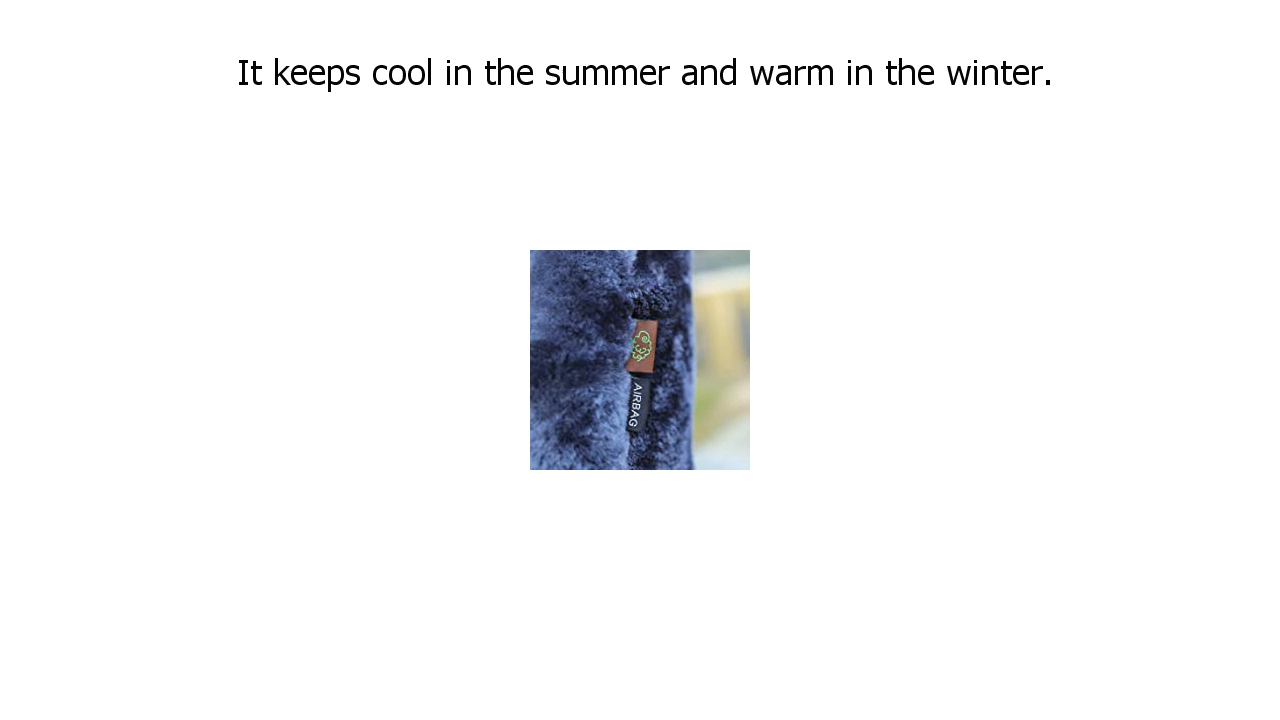 It keeps cool in the summer and warm in the winter.
AIRBAG